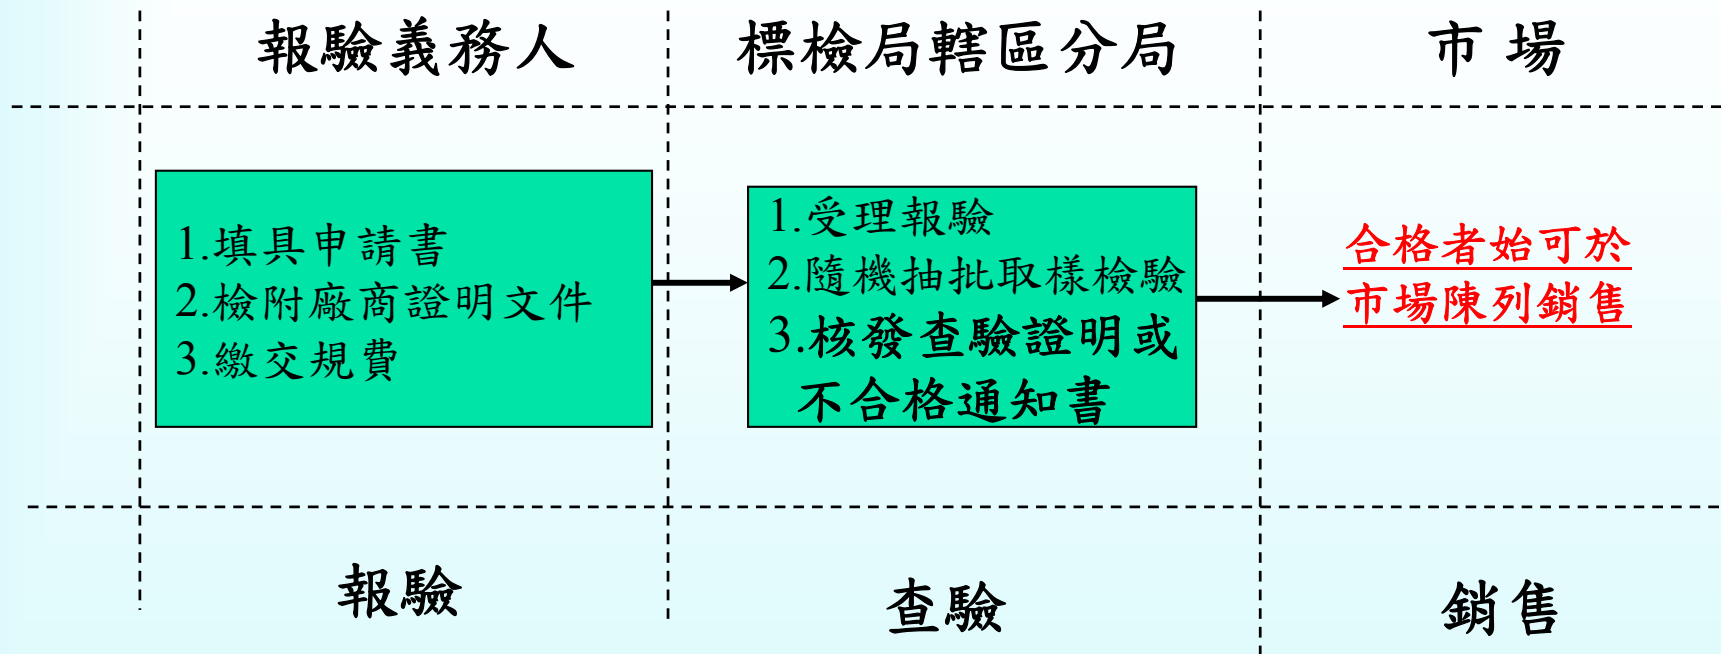 報驗義務人
標檢局轄區分局
市 場
1.填具申請書
2.檢附廠商證明文件
3.繳交規費
1.受理報驗
2.隨機抽批取樣檢驗
3.核發查驗證明或
不合格通知書
合格者始可於
市場陳列銷售
報驗
查驗
銷售